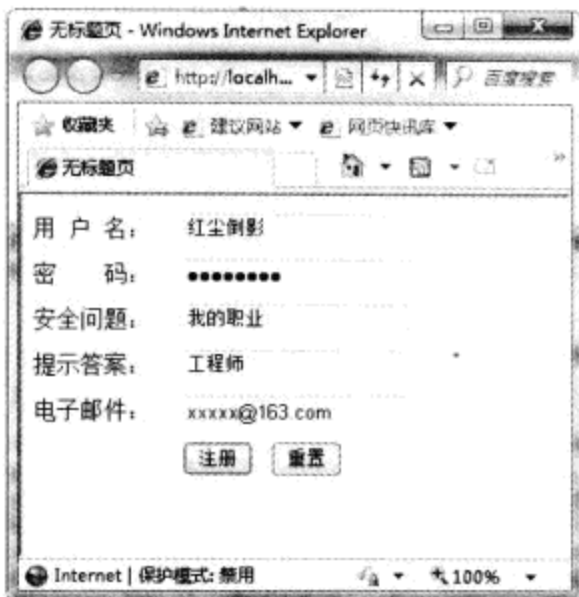 无标题页 - Windows Internet Explorer
http://localh... 百度搜索
收藏夹 建议网站 网页快讯库
无标题页
用 户 名: 红尘倒影
密 码: ●●●●●●●●
安全问题: 我的职业
提示答案: 工程师
电子邮件: xxxxx@163.com
注册 重置
Internet | 保护模式: 禁用 100%